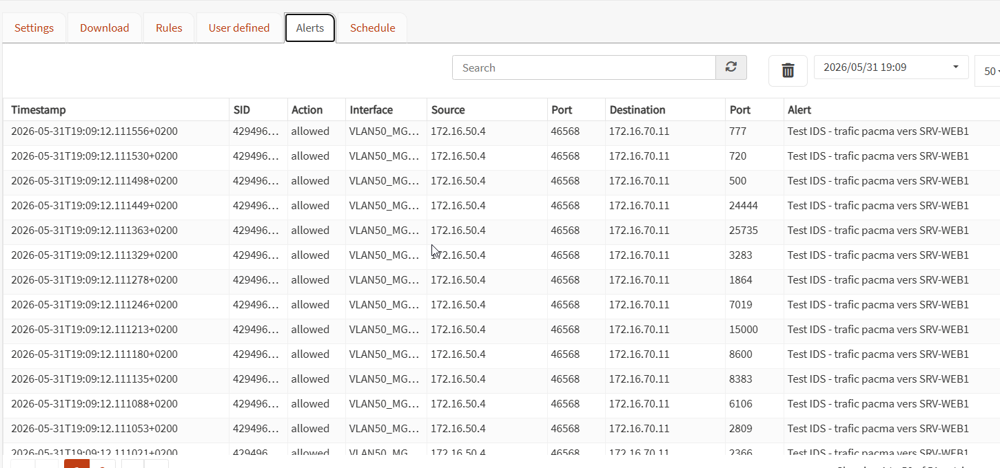 Settings Download Rules User defined Alerts Schedule
Search 2026/05/31 19:09 50
Timestamp SID Action Interface Source Port Destination Port Alert
2026-05-31T19:09:12.111556+0200 429496... allowed VLAN50_MG... 172.16.50.4 46568 172.16.70.11 777 Test IDS - trafic pacma vers SRV-WEB1
2026-05-31T19:09:12.111530+0200 429496... allowed VLAN50_MG... 172.16.50.4 46568 172.16.70.11 720 Test IDS - trafic pacma vers SRV-WEB1
2026-05-31T19:09:12.111498+0200 429496... allowed VLAN50_MG... 172.16.50.4 46568 172.16.70.11 500 Test IDS - trafic pacma vers SRV-WEB1
2026-05-31T19:09:12.111449+0200 429496... allowed VLAN50_MG... 172.16.50.4 46568 172.16.70.11 24444 Test IDS - trafic pacma vers SRV-WEB1
2026-05-31T19:09:12.111363+0200 429496... allowed VLAN50_MG... 172.16.50.4 46568 172.16.70.11 25735 Test IDS - trafic pacma vers SRV-WEB1
2026-05-31T19:09:12.111329+0200 429496... allowed VLAN50_MG... 172.16.50.4 46568 172.16.70.11 3283 Test IDS - trafic pacma vers SRV-WEB1
2026-05-31T19:09:12.111278+0200 429496... allowed VLAN50_MG... 172.16.50.4 46568 172.16.70.11 1864 Test IDS - trafic pacma vers SRV-WEB1
2026-05-31T19:09:12.111246+0200 429496... allowed VLAN50_MG... 172.16.50.4 46568 172.16.70.11 7019 Test IDS - trafic pacma vers SRV-WEB1
2026-05-31T19:09:12.111213+0200 429496... allowed VLAN50_MG... 172.16.50.4 46568 172.16.70.11 15000 Test IDS - trafic pacma vers SRV-WEB1
2026-05-31T19:09:12.111180+0200 429496... allowed VLAN50_MG... 172.16.50.4 46568 172.16.70.11 8600 Test IDS - trafic pacma vers SRV-WEB1
2026-05-31T19:09:12.111135+0200 429496... allowed VLAN50_MG... 172.16.50.4 46568 172.16.70.11 8383 Test IDS - trafic pacma vers SRV-WEB1
2026-05-31T19:09:12.111088+0200 429496... allowed VLAN50_MG... 172.16.50.4 46568 172.16.70.11 6106 Test IDS - trafic pacma vers SRV-WEB1
2026-05-31T19:09:12.111053+0200 429496... allowed VLAN50_MG... 172.16.50.4 46568 172.16.70.11 2809 Test IDS - trafic pacma vers SRV-WEB1
2026-05-31T19:09:12.111021+0200 429496... allowed VLAN50_MG... 172.16.50.4 46568 172.16.70.11 2366 Test IDS - trafic pacma vers SRV-WEB1